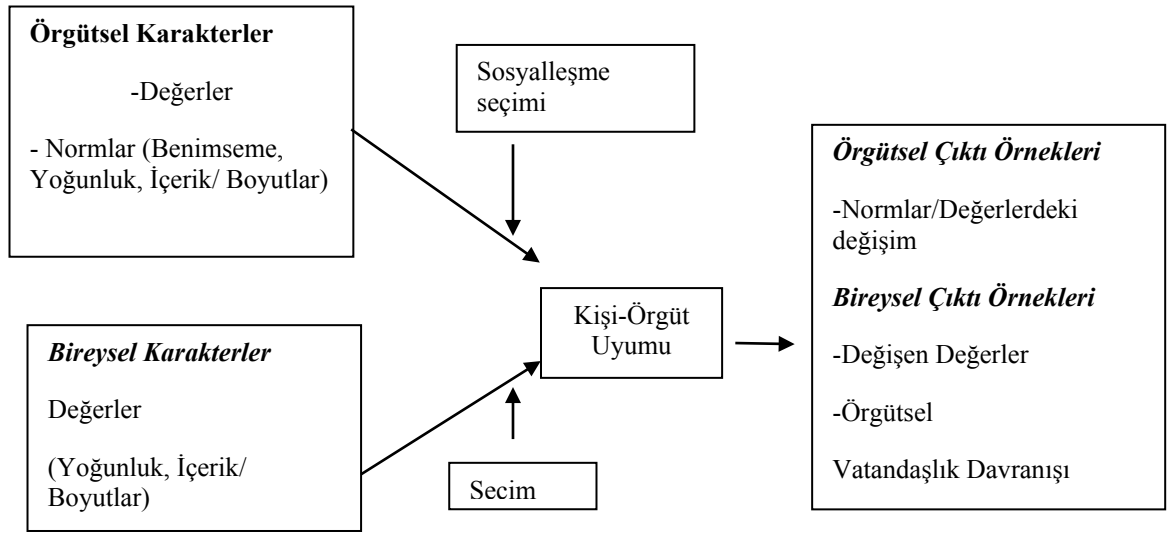 Örgütsel Karakterler
-Değerler
- Normlar (Benimseme,
Yoğunluk, İçerik/ Boyutlar)
Sosyalleşme
seçimi
Bireysel Karakterler
Değerler
(Yoğunluk, İçerik/
Boyutlar)
Secim
Kişi-Örgüt
Uyumu
Örgütsel Çıktı Örnekleri
-Normlar/Değerlerdeki
değişim
Bireysel Çıktı Örnekleri
-Değişen Değerler
-Örgütsel
Vatandaşlık Davranışı